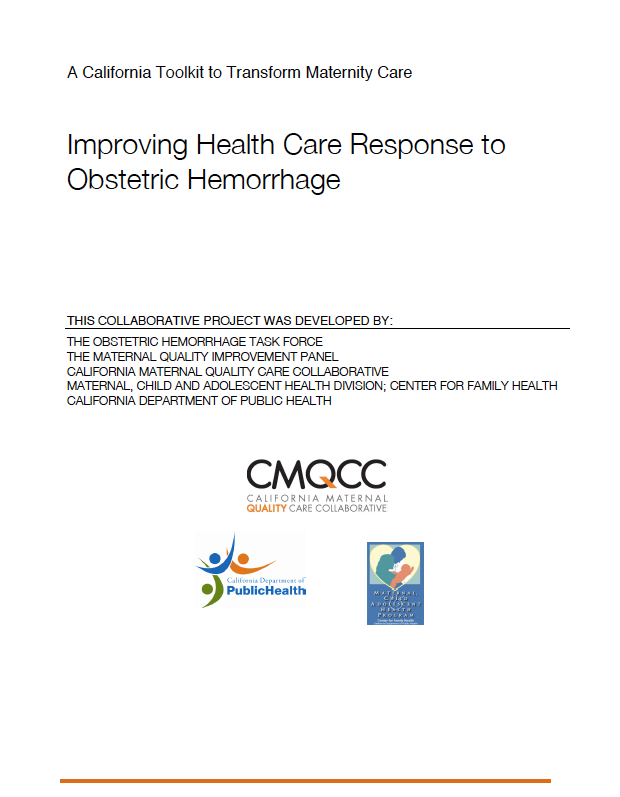 A California Toolkit to Transform Maternity Care
Improving Health Care Response to
Obstetric Hemorrhage
THIS COLLABORATIVE PROJECT WAS DEVELOPED BY:
THE OBSTETRIC HEMORRHAGE TASK FORCE
THE MATERNAL QUALITY IMPROVEMENT PANEL
CALIFORNIA MATERNAL QUALITY CARE COLLABORATIVE
MATERNAL, CHILD AND ADOLESCENT HEALTH DIVISION; CENTER FOR FAMILY HEALTH
CALIFORNIA DEPARTMENT OF PUBLIC HEALTH
CMQCC
CALIFORNIA MATERNAL
QUALITY CARE COLLABORATIVE
California Department of
PublicHealth
MATERNAL
CHILD
ADOLESCENT
HEALTH
PROGRAM
Center for Family Health